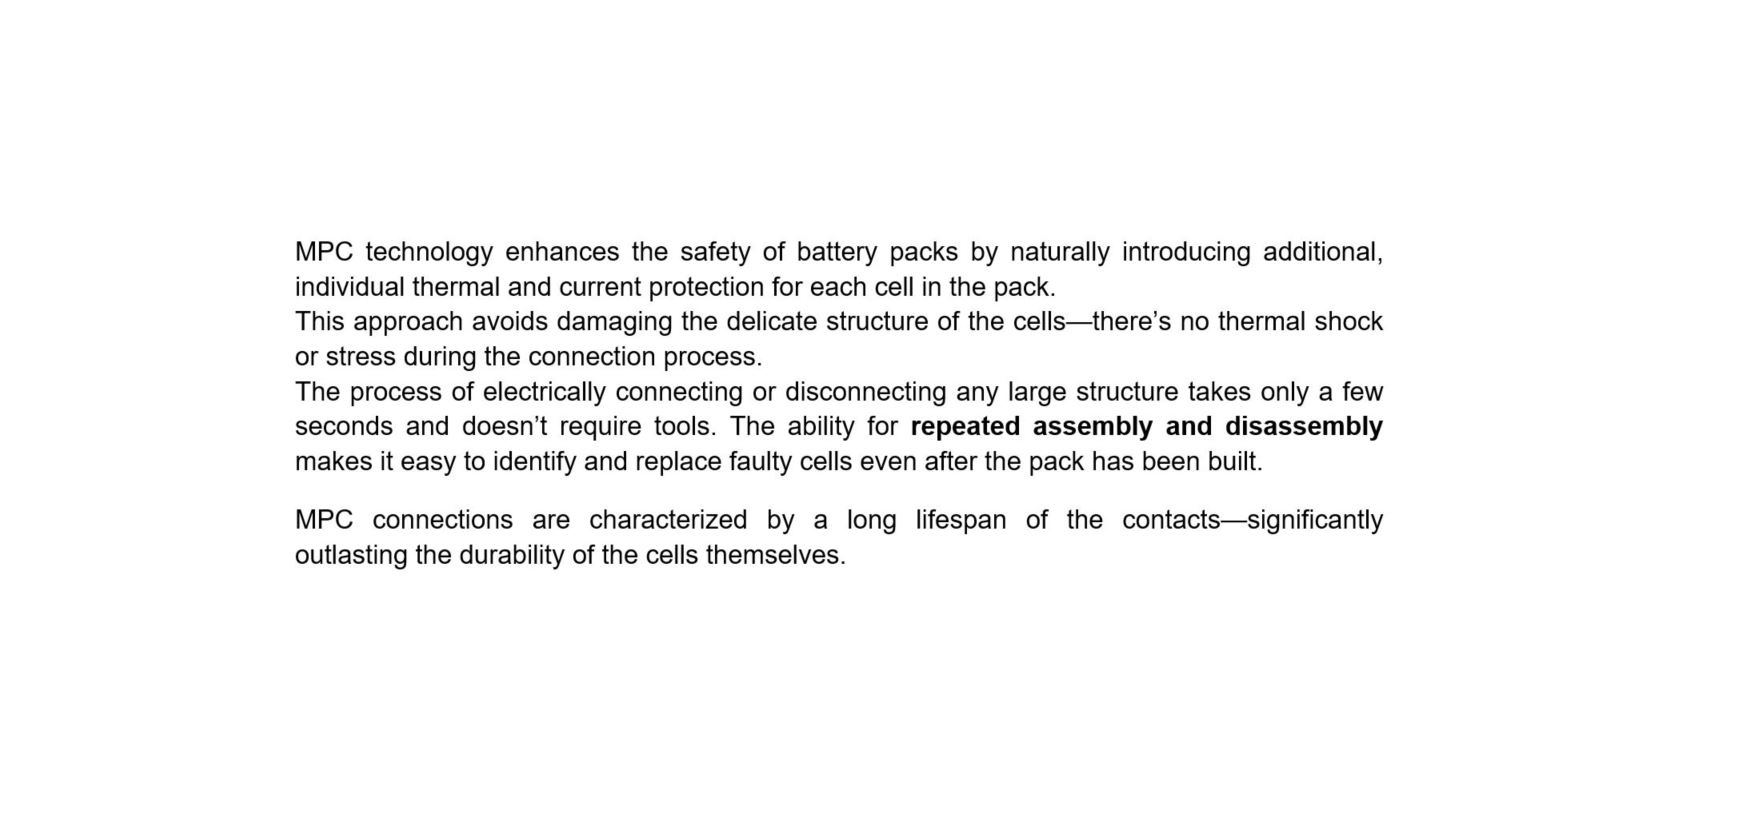 MPC technology enhances the safety of battery packs by naturally introducing additional,
individual thermal and current protection for each cell in the pack.
This approach avoids damaging the delicate structure of the cells—there’s no thermal shock
or stress during the connection process.
The process of electrically connecting or disconnecting any large structure takes only a few
seconds and doesn’t require tools. The ability for repeated assembly and disassembly
makes it easy to identify and replace faulty cells even after the pack has been built.
MPC connections are characterized by a long lifespan of the contacts—significantly
outlasting the durability of the cells themselves.